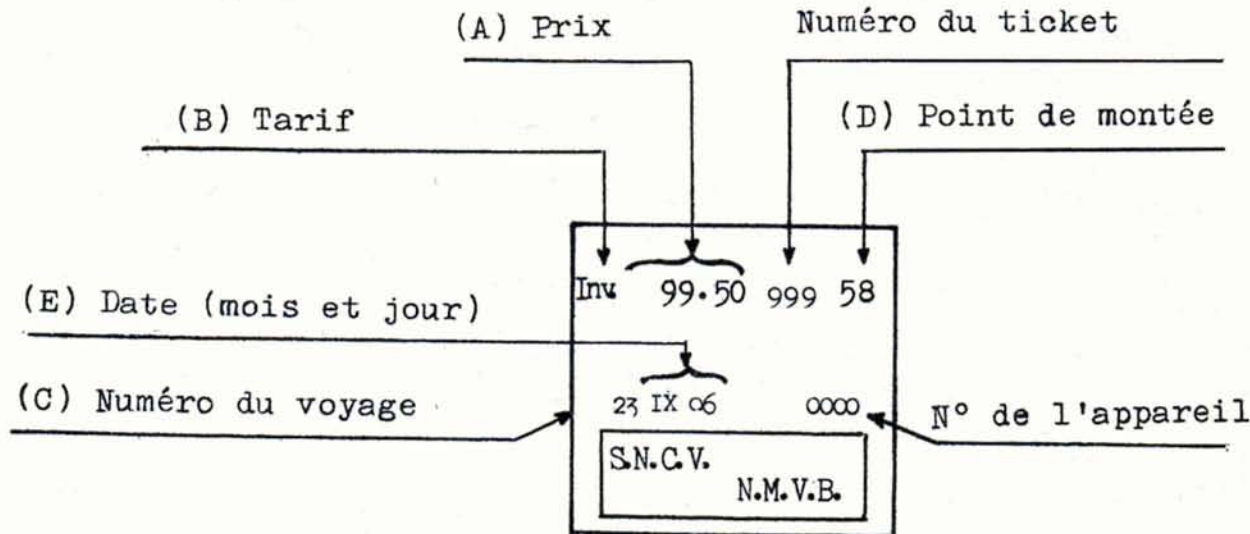 (A) Prix
Numéro du ticket
(B) Tarif
(D) Point de montée
Inv. 99.50 999 58
(E) Date (mois et jour)
(C) Numéro du voyage
23 IX 06 0000
N° de l'appareil
S.N.C.V.
N.M.V.B.